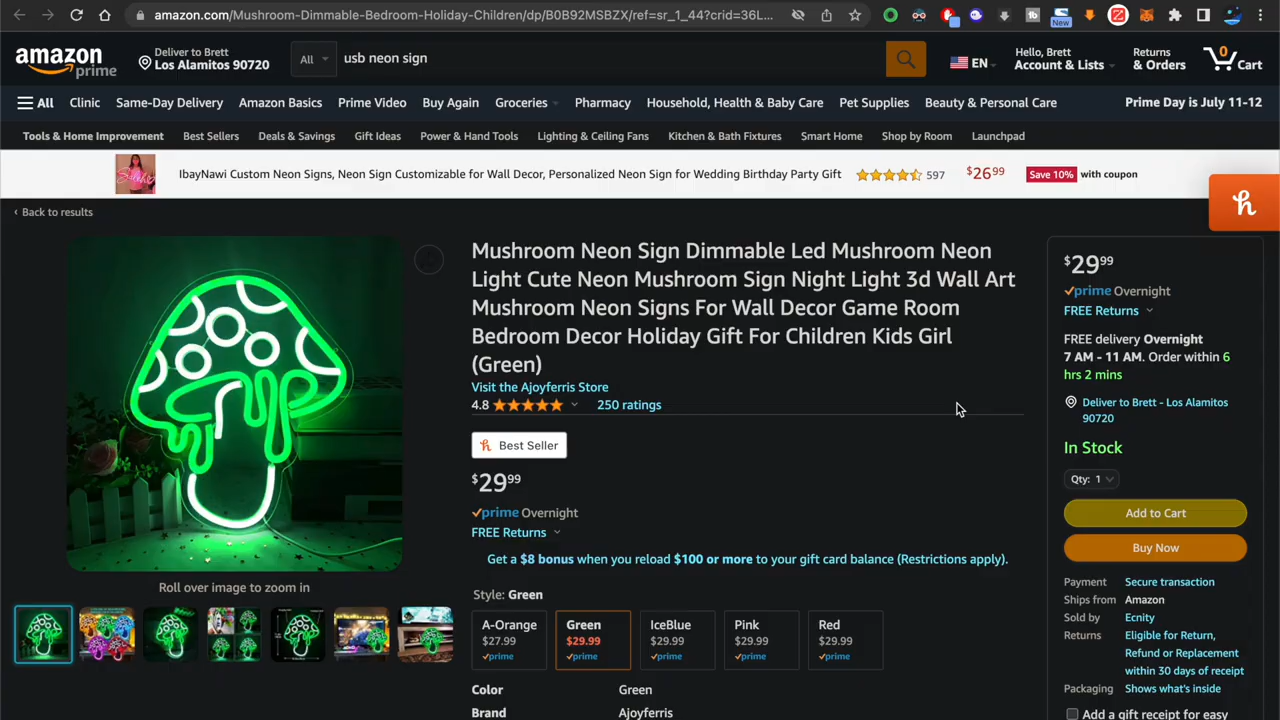 amazon.com/Mushroom-Dimmable-Bedroom-Holiday-Children/dp/B0B92MSBZX/ref=sr_1_44?crid=36L...
New
amazon
prime
Deliver to Brett
Los Alamitos 90720
All
usb neon sign
EN
Hello, Brett
Account & Lists
Returns
& Orders
0
Cart
All
Clinic
Same-Day Delivery
Amazon Basics
Prime Video
Buy Again
Groceries
Pharmacy
Household, Health & Baby Care
Pet Supplies
Beauty & Personal Care
Prime Day is July 11-12
Tools & Home Improvement
Best Sellers
Deals & Savings
Gift Ideas
Power & Hand Tools
Lighting & Ceiling Fans
Kitchen & Bath Fixtures
Smart Home
Shop by Room
Launchpad
IbayNawi Custom Neon Signs, Neon Sign Customizable for Wall Decor, Personalized Neon Sign for Wedding Birthday Party Gift
597
$2699
Save 10% with coupon
‹ Back to results
Mushroom Neon Sign Dimmable Led Mushroom Neon
Light Cute Neon Mushroom Sign Night Light 3d Wall Art
Mushroom Neon Signs For Wall Decor Game Room
Bedroom Decor Holiday Gift For Children Kids Girl
(Green)
Visit the Ajoyferris Store
4.8
250 ratings
h Best Seller
$2999
prime Overnight
FREE Returns
Get a $8 bonus when you reload $100 or more to your gift card balance (Restrictions apply).
Style: Green
A-Orange
$27.99
prime
Green
$29.99
prime
IceBlue
$29.99
prime
Pink
$29.99
prime
Red
$29.99
prime
Color Green
Brand Ajoyferris
Roll over image to zoom in
h
$2999
prime Overnight
FREE Returns
FREE delivery Overnight
7 AM - 11 AM. Order within 6
hrs 2 mins
Deliver to Brett - Los Alamitos
90720
In Stock
Qty: 1
Add to Cart
Buy Now
Payment Secure transaction
Ships from Amazon
Sold by Ecnity
Returns Eligible for Return,
Refund or Replacement
within 30 days of receipt
Packaging Shows what's inside
Add a gift receipt for easy